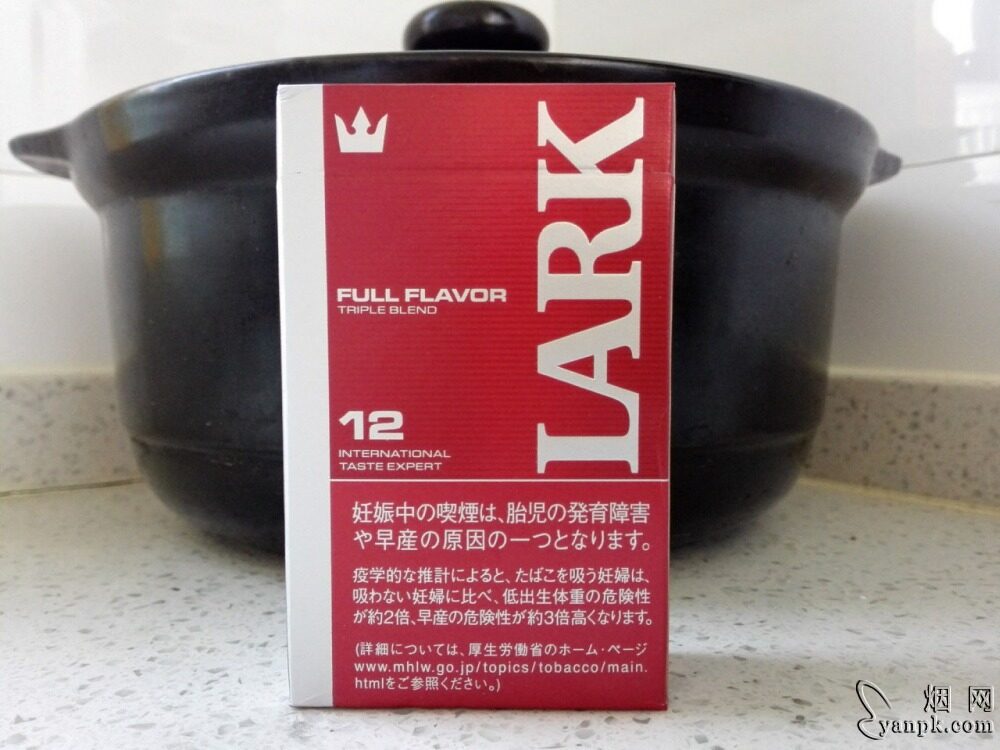 LARK
FULL FLAVOR
TRIPLE BLEND
12
INTERNATIONAL
TASTE EXPERT
妊娠中の喫煙は、胎児の発育障害
や早産の原因の一つとなります。
疫学的な推計によると、たばこを吸う妊婦は、
吸わない妊婦に比べ、低出生体重の危険性
が約2倍、早産の危険性が約3倍高くなります。
(詳細については、厚生労働省のホーム・ページ
www.mhlw.go.jp/topics/tobacco/main.
htmlをご参照ください。)
烟网
yanpk.com